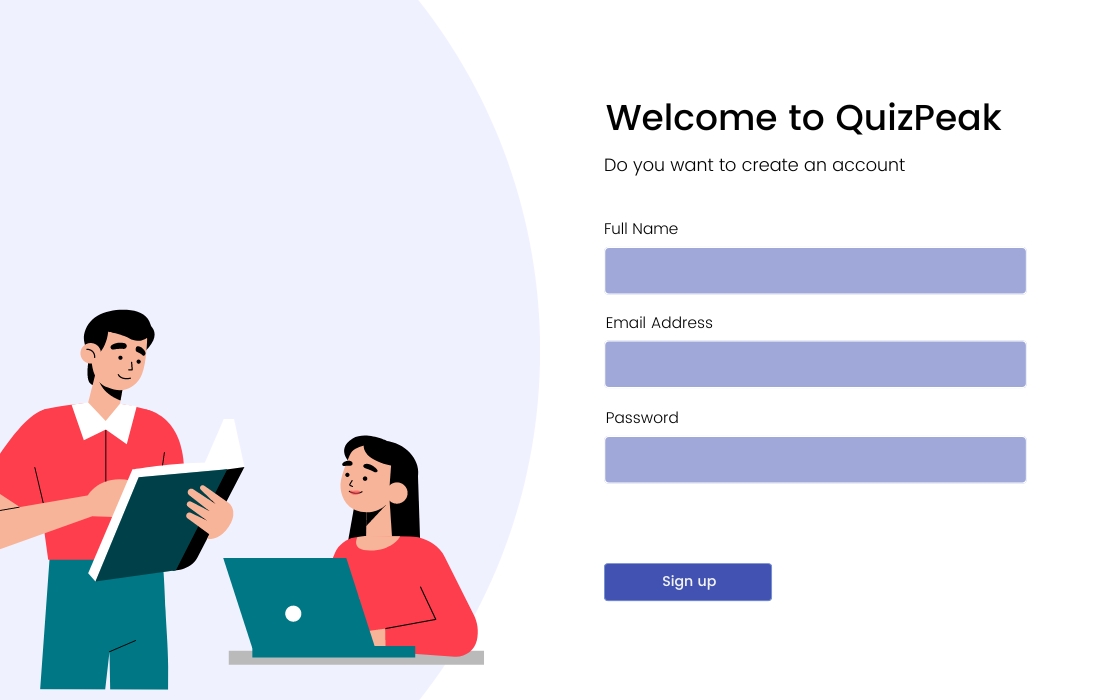 Welcome to QuizPeak
Do you want to create an account
Full Name
Email Address
Password
Sign up